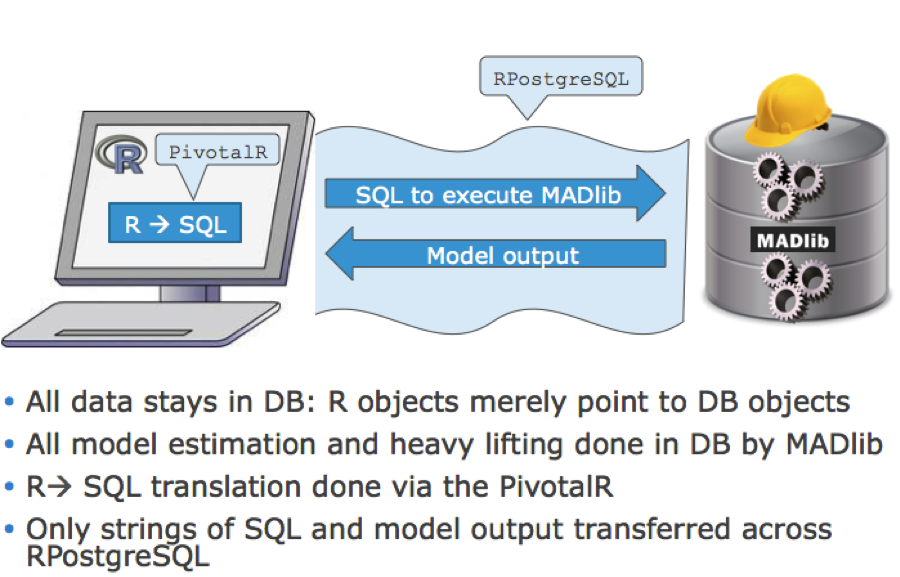 RPostgreSQL
R
PivotalR
R → SQL
SQL to execute MADlib
Model output
MADlib
• All data stays in DB: R objects merely point to DB objects
• All model estimation and heavy lifting done in DB by MADlib
• R→ SQL translation done via the PivotalR
• Only strings of SQL and model output transferred across
RPostgreSQL